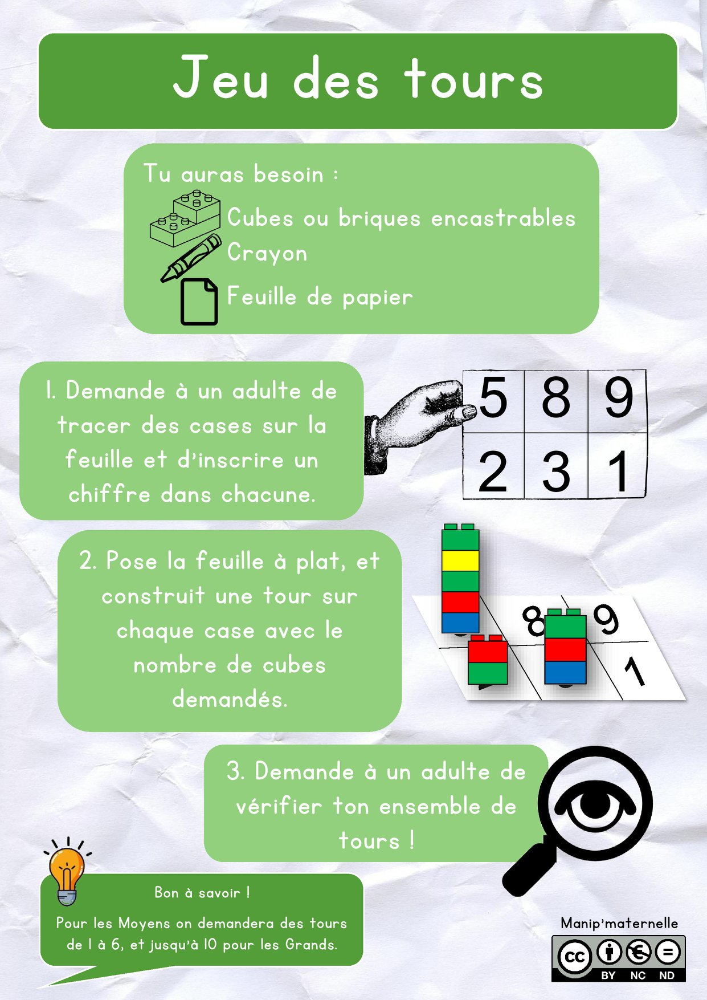 Jeu des tours
Tu auras besoin :
Cubes ou briques encastrables
Crayon
Feuille de papier
1. Demande à un adulte de
tracer des cases sur la
feuille et d'inscrire un
chiffre dans chacune.
5 8 9
2 3 1
2. Pose la feuille à plat, et
construit une tour sur
chaque case avec le
nombre de cubes
demandés.
8 9
1
3. Demande à un adulte de
vérifier ton ensemble de
tours !
Bon à savoir !
Pour les Moyens on demandera des tours
de 1 à 6, et jusqu'à 10 pour les Grands.
Manip'maternelle
cc
BY NC ND